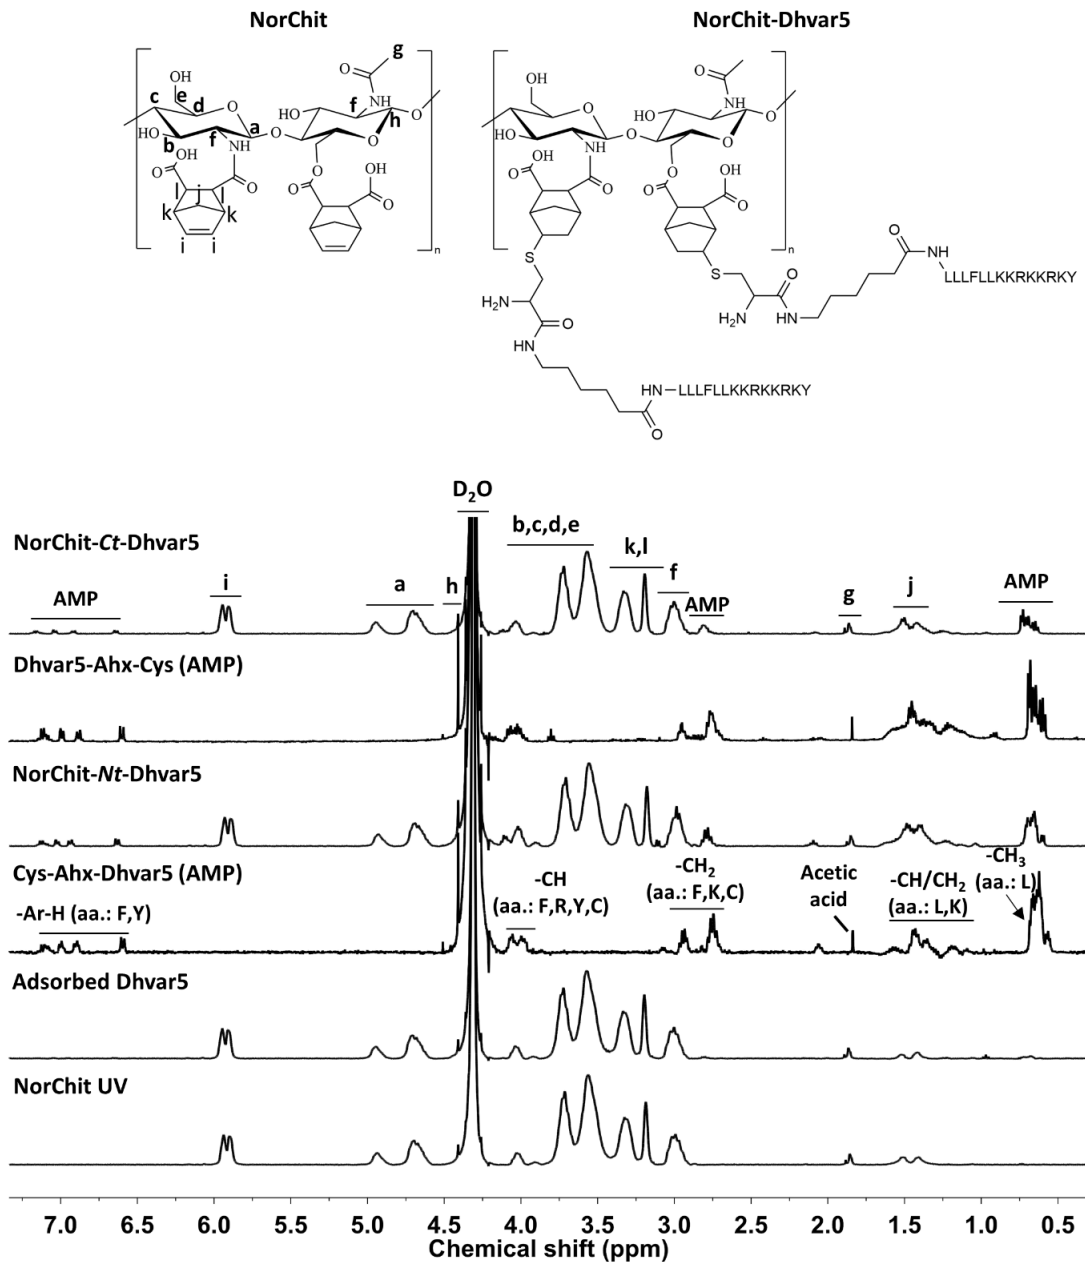 NorChit
NorChit-Dhvar5
g
O
OH
c
e
d
O
f
NH
HO
a
h
O
HO
b
f
NH
O
OH
O
l
j
l
O
k
k
i
i
O
O
O
OH
O
n
O
OH
O
HO
NH
O
HO
NH
O
OH
O
O
O
O
O
OH
O
n
S
H₂N
O
HN
HN
LLLFLLKKRKKRKY
O
S
H₂N
O
HN
O
NH
LLLFLLKKRKKRKY
D₂O
NorChit-Ct-Dhvar5
AMP
i
a
h
b,c,d,e
k,l
f
AMP
g
j
AMP
Dhvar5-Ahx-Cys (AMP)
NorChit-Nt-Dhvar5
Cys-Ahx-Dhvar5 (AMP)
-Ar-H (aa.: F,Y)
-CH
(aa.: F,R,Y,C)
-CH₂
(aa.: F,K,C)
Acetic
acid
-CH/CH₂
(aa.: L,K)
-CH₃
(aa.: L)
Adsorbed Dhvar5
NorChit UV
7.0 6.5 6.0 5.5 5.0 4.5 4.0 3.5 3.0 2.5 2.0 1.5 1.0 0.5
Chemical shift (ppm)